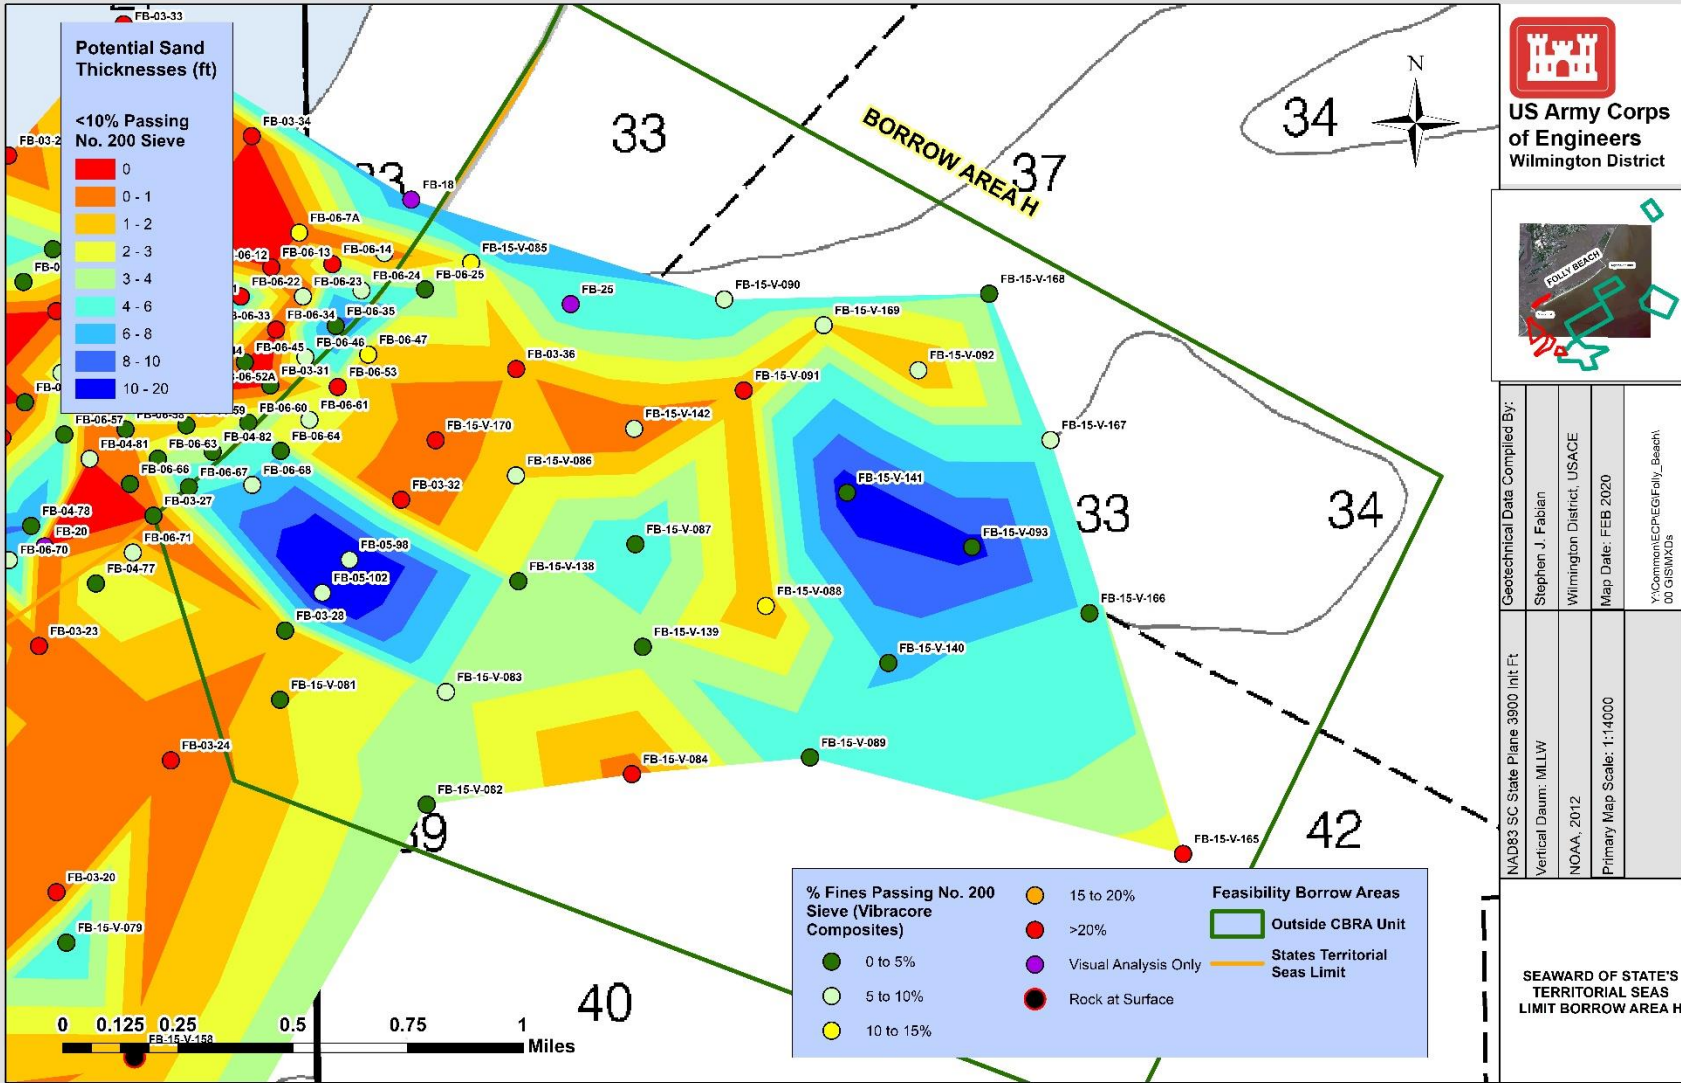 FB-03-33
Potential Sand
Thicknesses (ft)
<10% Passing
No. 200 Sieve
0
0 - 1
1 - 2
2 - 3
3 - 4
4 - 6
6 - 8
8 - 10
10 - 20
33
34
37
BORROW AREA H
N
FB-03-34
FB-18
FB-06-7A
FB-06-13
FB-06-14
FB-15-V-085
FB-06-22
FB-06-23
FB-06-24
FB-06-25
FB-25
FB-15-V-090
FB-15-V-168
FB-06-34
FB-06-35
FB-15-V-169
FB-06-45
FB-06-46
FB-06-47
FB-03-36
FB-15-V-092
FB-03-31
FB-06-53
FB-15-V-091
FB-06-60
FB-06-61
FB-15-V-142
FB-06-57
FB-04-82
FB-06-64
FB-15-V-170
FB-15-V-167
FB-04-81
FB-06-63
FB-15-V-086
FB-06-66
FB-06-67
FB-06-68
FB-15-V-141
FB-03-27
FB-03-32
FB-04-78
FB-20
FB-15-V-087
33
34
FB-06-70
FB-06-71
FB-05-98
FB-15-V-093
FB-04-77
FB-05-102
FB-15-V-138
FB-15-V-088
FB-15-V-166
FB-03-28
FB-03-23
FB-15-V-139
FB-15-V-140
FB-15-V-081
FB-15-V-083
FB-03-24
FB-15-V-084
FB-15-V-089
FB-15-V-082
39
FB-15-V-165
42
FB-03-20
FB-15-V-079
40
0 0.125 0.25 0.5 0.75 1
Miles
FB-15-V-158
% Fines Passing No. 200
Sieve (Vibracore
Composites)
0 to 5%
5 to 10%
10 to 15%
15 to 20%
>20%
Visual Analysis Only
Rock at Surface
Feasibility Borrow Areas
Outside CBRA Unit
States Territorial
Seas Limit
US Army Corps
of Engineers
Wilmington District
FOLLY BEACH
Geotechnical Data Compiled By:
Stephen J. Fabian
Wilmington District, USACE
Map Date: FEB 2020
Y:\Common\ECP\EG\Folly_Beach\
00 GIS\MXDs
NAD83 SC State Plane 3900 Init Ft
Vertical Daum: MLLW
NOAA, 2012
Primary Map Scale: 1:14000
SEAWARD OF STATE'S
TERRITORIAL SEAS
LIMIT BORROW AREA H